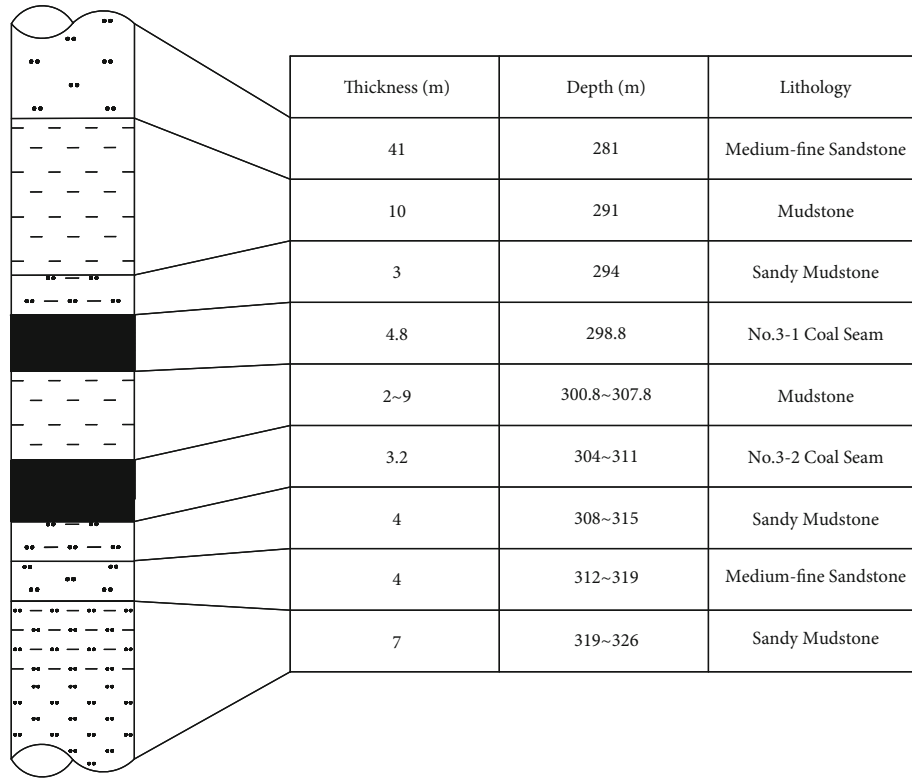 Thickness (m) Depth (m) Lithology
41 281 Medium-fine Sandstone
10 291 Mudstone
3 294 Sandy Mudstone
4.8 298.8 No.3-1 Coal Seam
2~9 300.8~307.8 Mudstone
3.2 304~311 No.3-2 Coal Seam
4 308~315 Sandy Mudstone
4 312~319 Medium-fine Sandstone
7 319~326 Sandy Mudstone